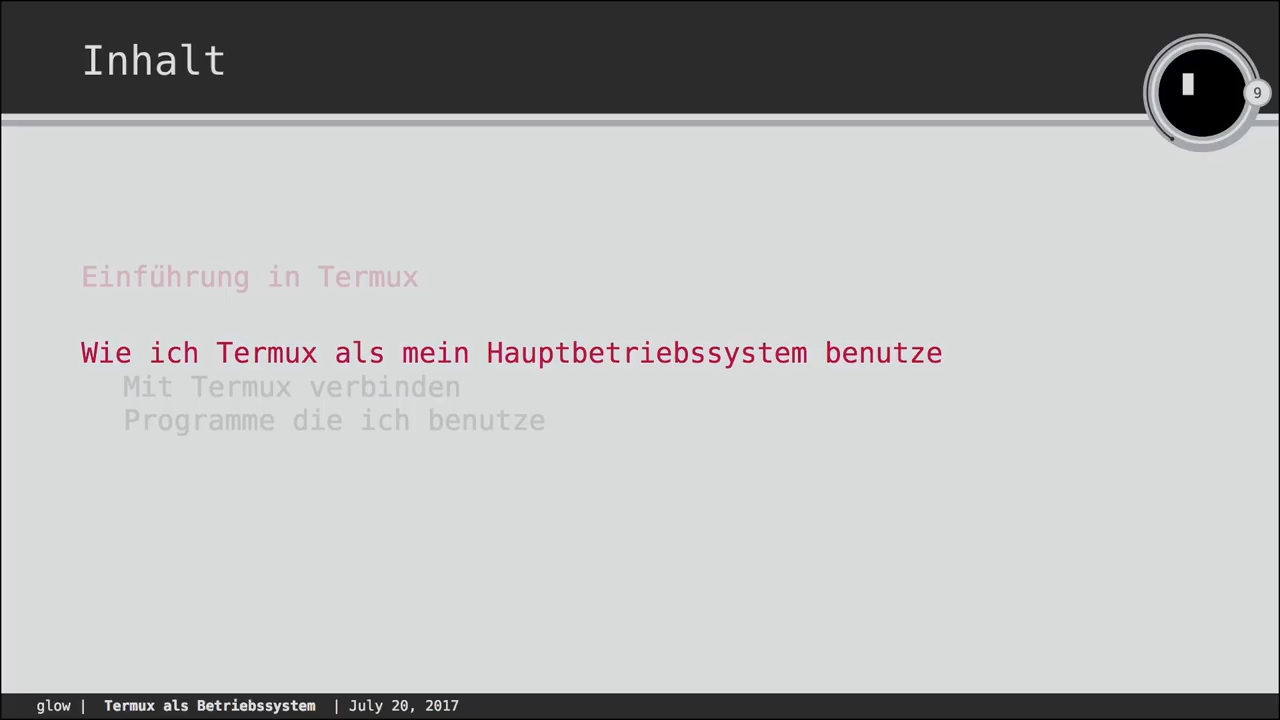 Inhalt
9
Einführung in Termux
Wie ich Termux als mein Hauptbetriebssystem benutze
Mit Termux verbinden
Programme die ich benutze
glow | Termux als Betriebssystem | July 20, 2017